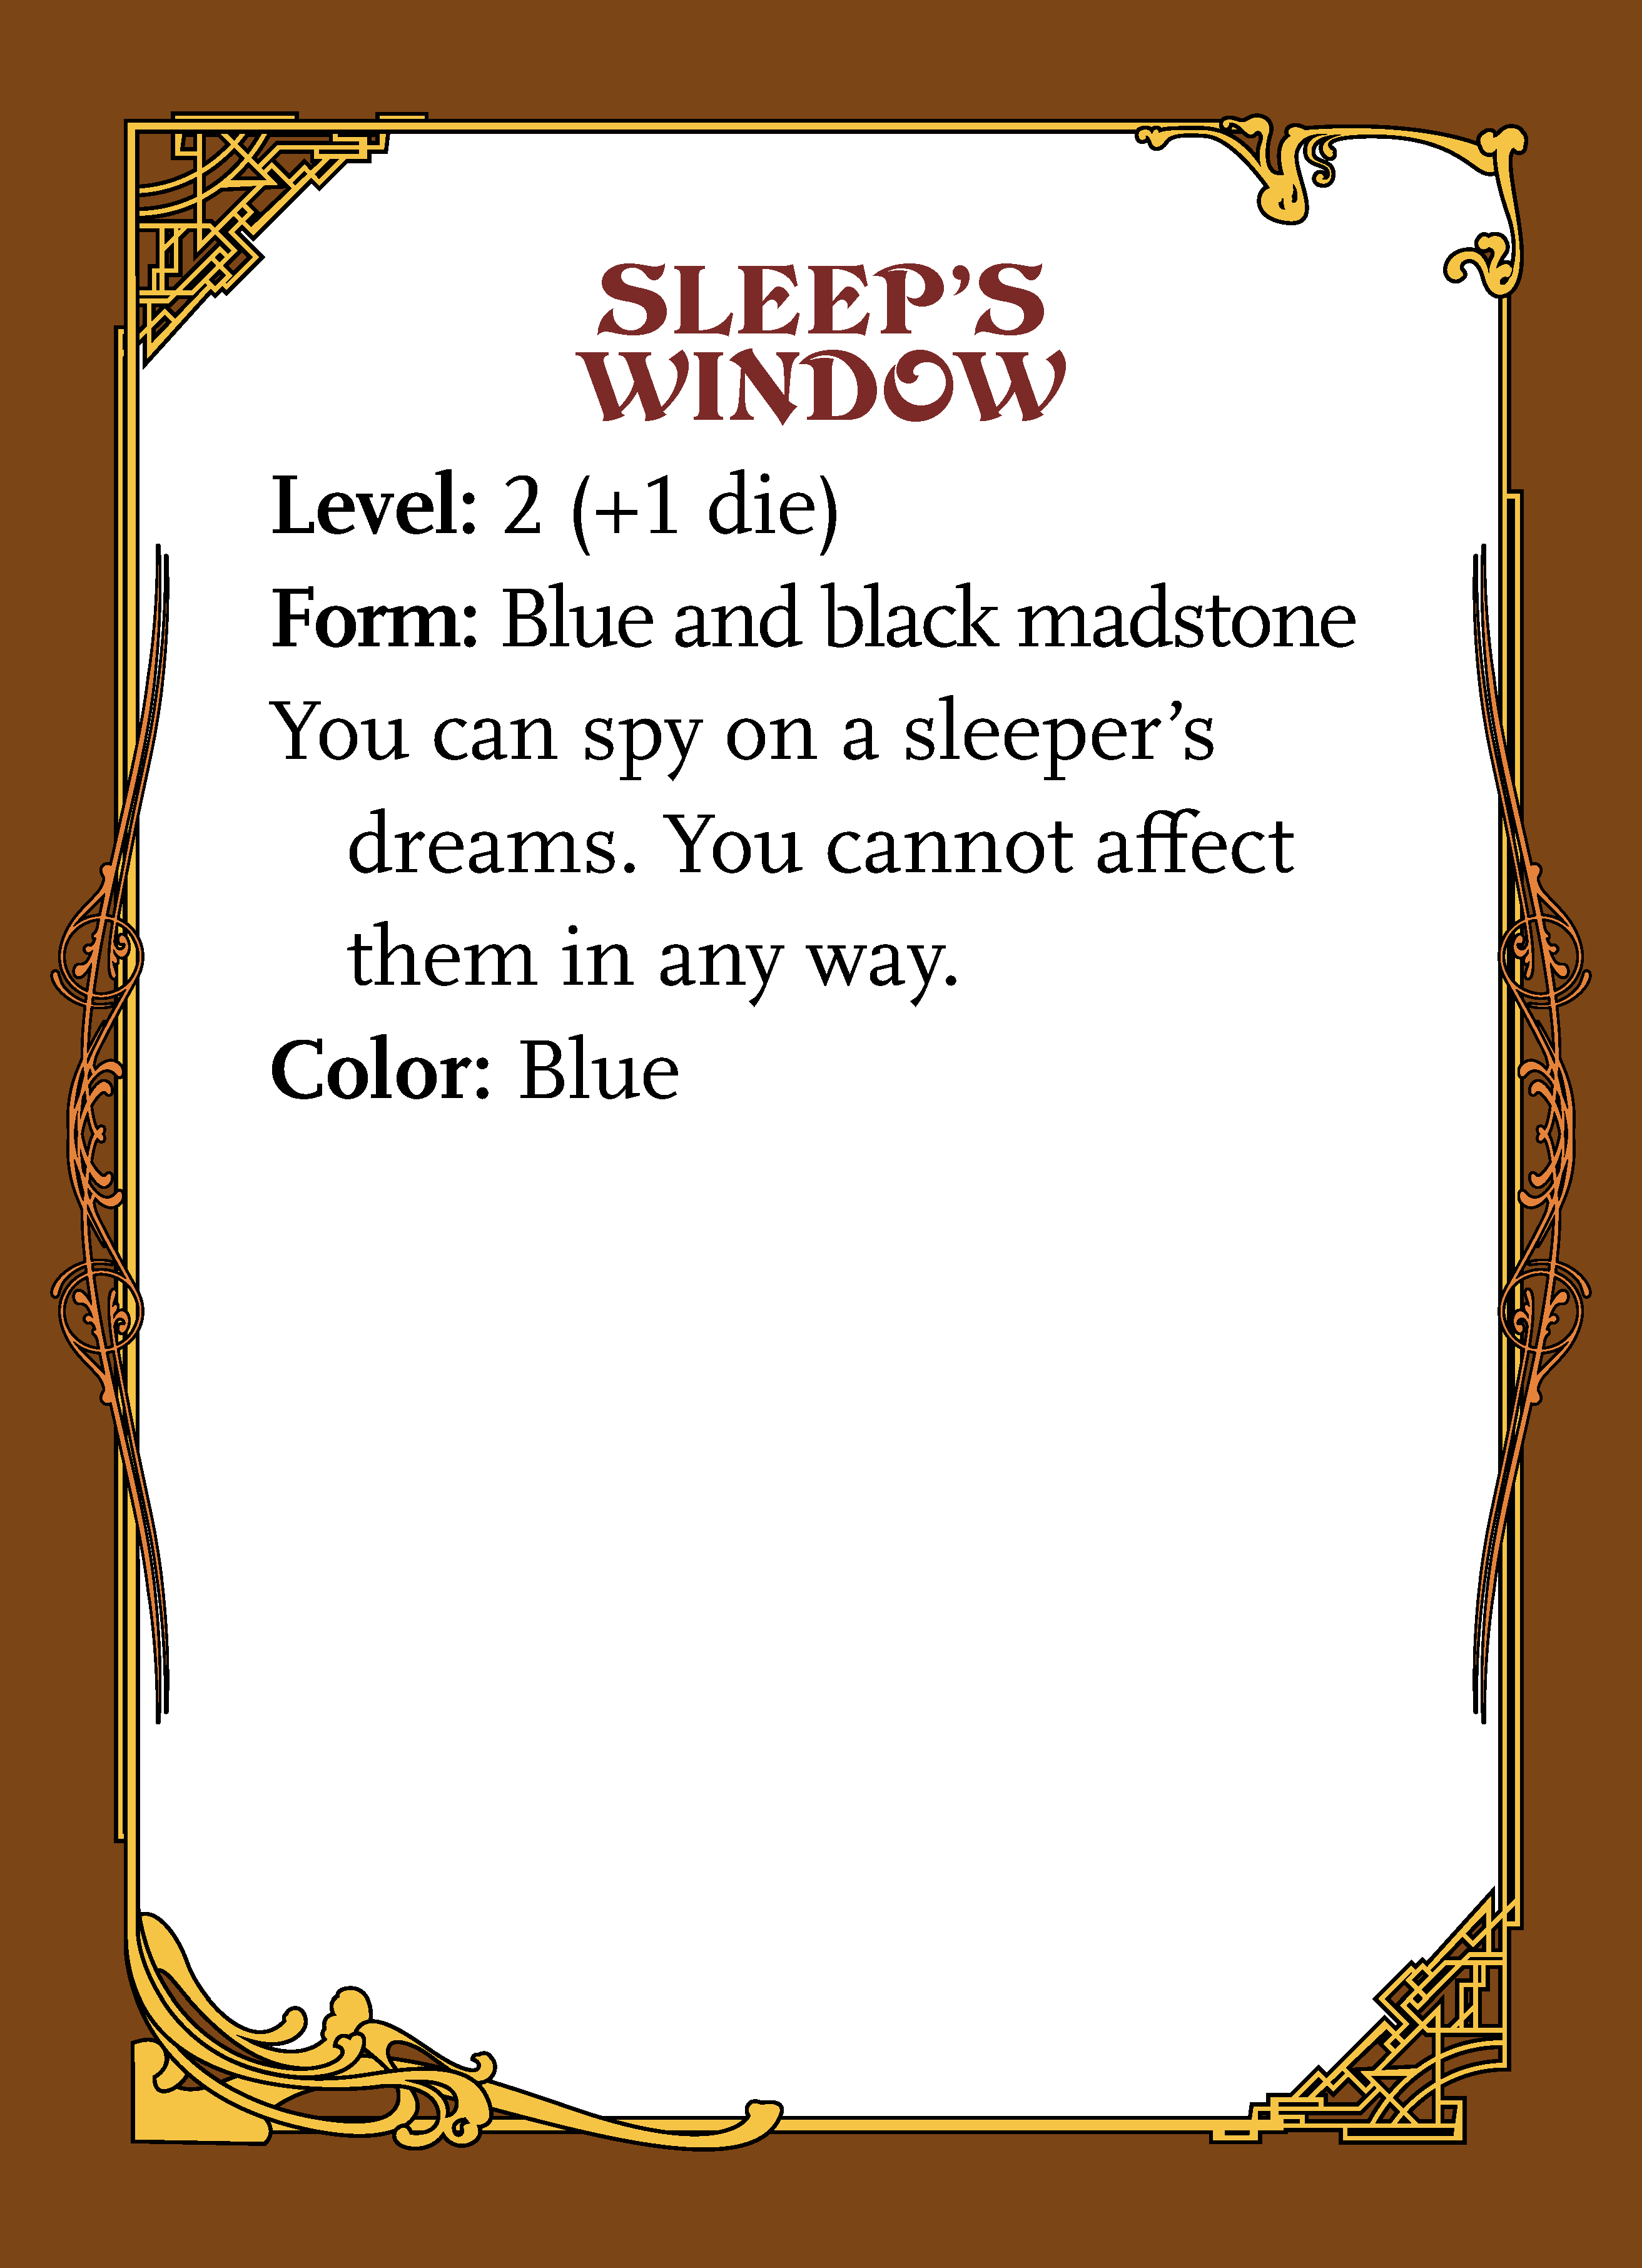 SLEEP’S
WINDOW
Level: 2 (+1 die)
Form: Blue and black madstone
You can spy on a sleeper’s
dreams. You cannot affect
them in any way.
Color: Blue